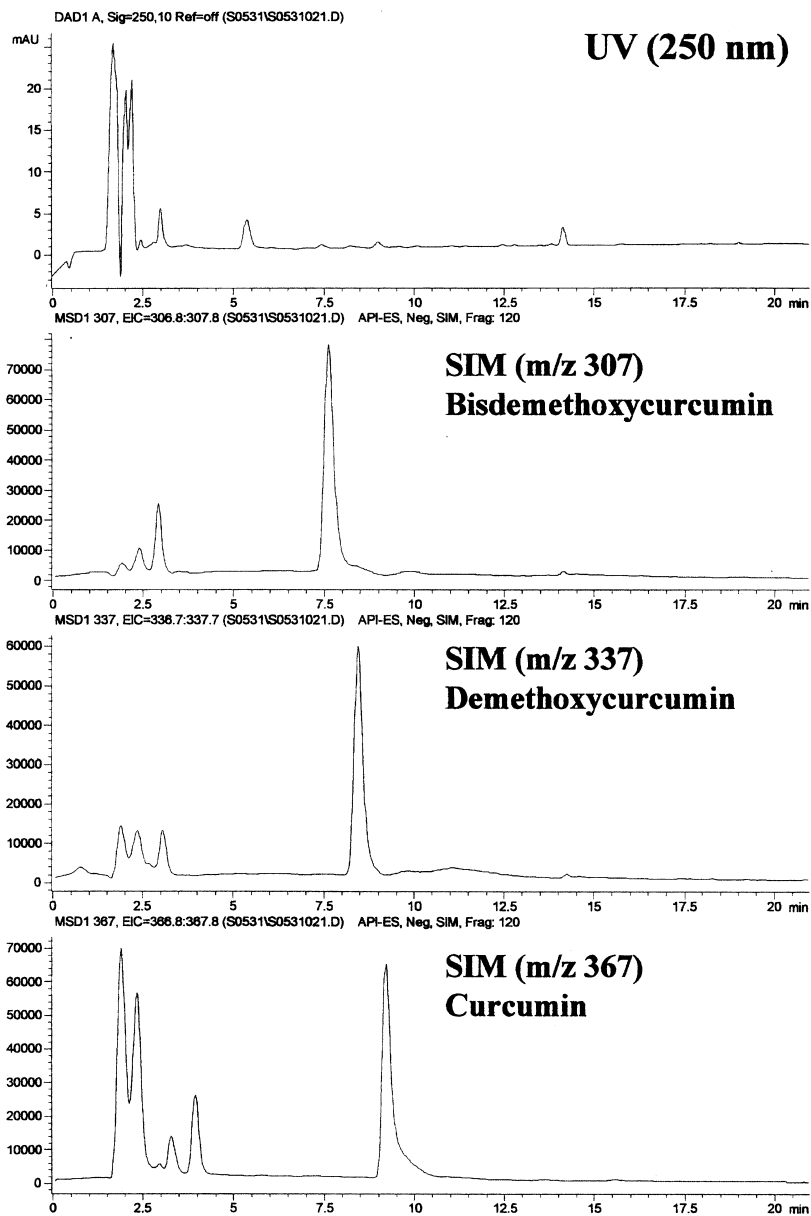 DAD1 A, Sig=250,10 Ref=off (S0531\S0531021.D)
mAU
UV (250 nm)
20
15
10
5
0
0 2.5 5 7.5 10 12.5 15 17.5 20 min
MSD1 307, EIC=306.8:307.8 (S0531\S0531021.D) API-ES, Neg, SIM, Frag: 120
SIM (m/z 307)
Bisdemethoxycurcumin
70000
60000
50000
40000
30000
20000
10000
0
0 2.5 5 7.5 10 12.5 15 17.5 20 min
MSD1 337, EIC=336.7:337.7 (S0531\S0531021.D) API-ES, Neg, SIM, Frag: 120
SIM (m/z 337)
Demethoxycurcumin
60000
50000
40000
30000
20000
10000
0
0 2.5 5 7.5 10 12.5 15 17.5 20 min
MSD1 367, EIC=366.8:367.8 (S0531\S0531021.D) API-ES, Neg, SIM, Frag: 120
SIM (m/z 367)
Curcumin
70000
60000
50000
40000
30000
20000
10000
0
0 2.5 5 7.5 10 12.5 15 17.5 20 min